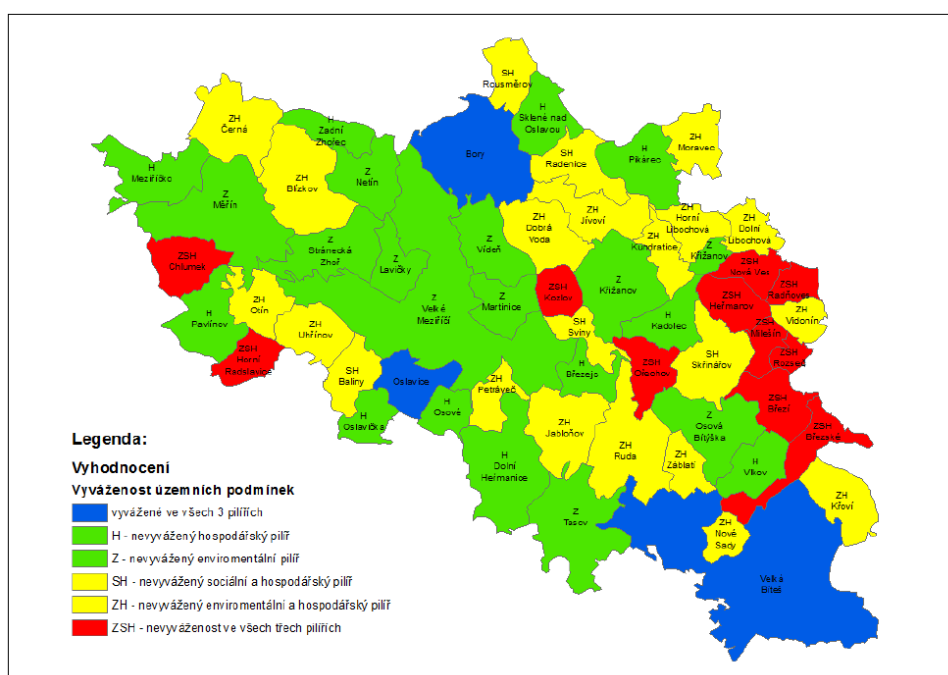 SH
Rousměrov
ZH
Černá
H
Zadní
Zhořec
H
Sklené nad
Oslavou
Bory
ZH
Moravec
H
Meziříčko
Z
Měřín
ZH
Blízkov
Z
Netín
SH
Radenice
H
Pikárec
ZH
Dobrá
Voda
ZH
Jívoví
ZH
Horní
Libochová
ZH
Dolní
Libochová
ZH
Kundratice
Z
Křižanov
ZSH
Chlumek
Z
Stránecká
Zhoř
Z
Lavičky
Z
Vídeň
ZSH
Nová Ves
ZSH
ZSH
Kozlov
Z
Křižanov
ZSH
Heřmanov
H
Pavlínov
ZH
Otín
ZH
Uhřínov
Z
Velké
Meziříčí
Z
Martinice
SH
Sviny
H
Kadolec
ZSH
Milešín
ZH
Vidonín
ZSH
Horní
Radslavice
SH
Baliny
Oslavice
ZH
Petráveč
H
Březejc
ZSH
SH
Skřinářov
ZSH
H
Oslavička
H
Osové
ZH
Jabloňov
ZSH
Březí
ZSH
Březské
Z
Osová
Bítýška
H
Dolní
Heřmanice
ZH
Ruda
ZH
Záblatí
H
Vlkov
ZH
Křoví
Z
Tasov
ZH
Nové
Sady
Velká
Bíteš
Legenda:
Vyhodnocení
Vyváženost územních podmínek
vyvážené ve všech 3 pilířích
H - nevyvážený hospodářský pilíř
Z - nevyvážený enviromentální pilíř
SH - nevyvážený sociální a hospodářský pilíř
ZH - nevyvážený enviromentální a hospodářský pilíř
ZSH - nevyváženost ve všech třech pilířích